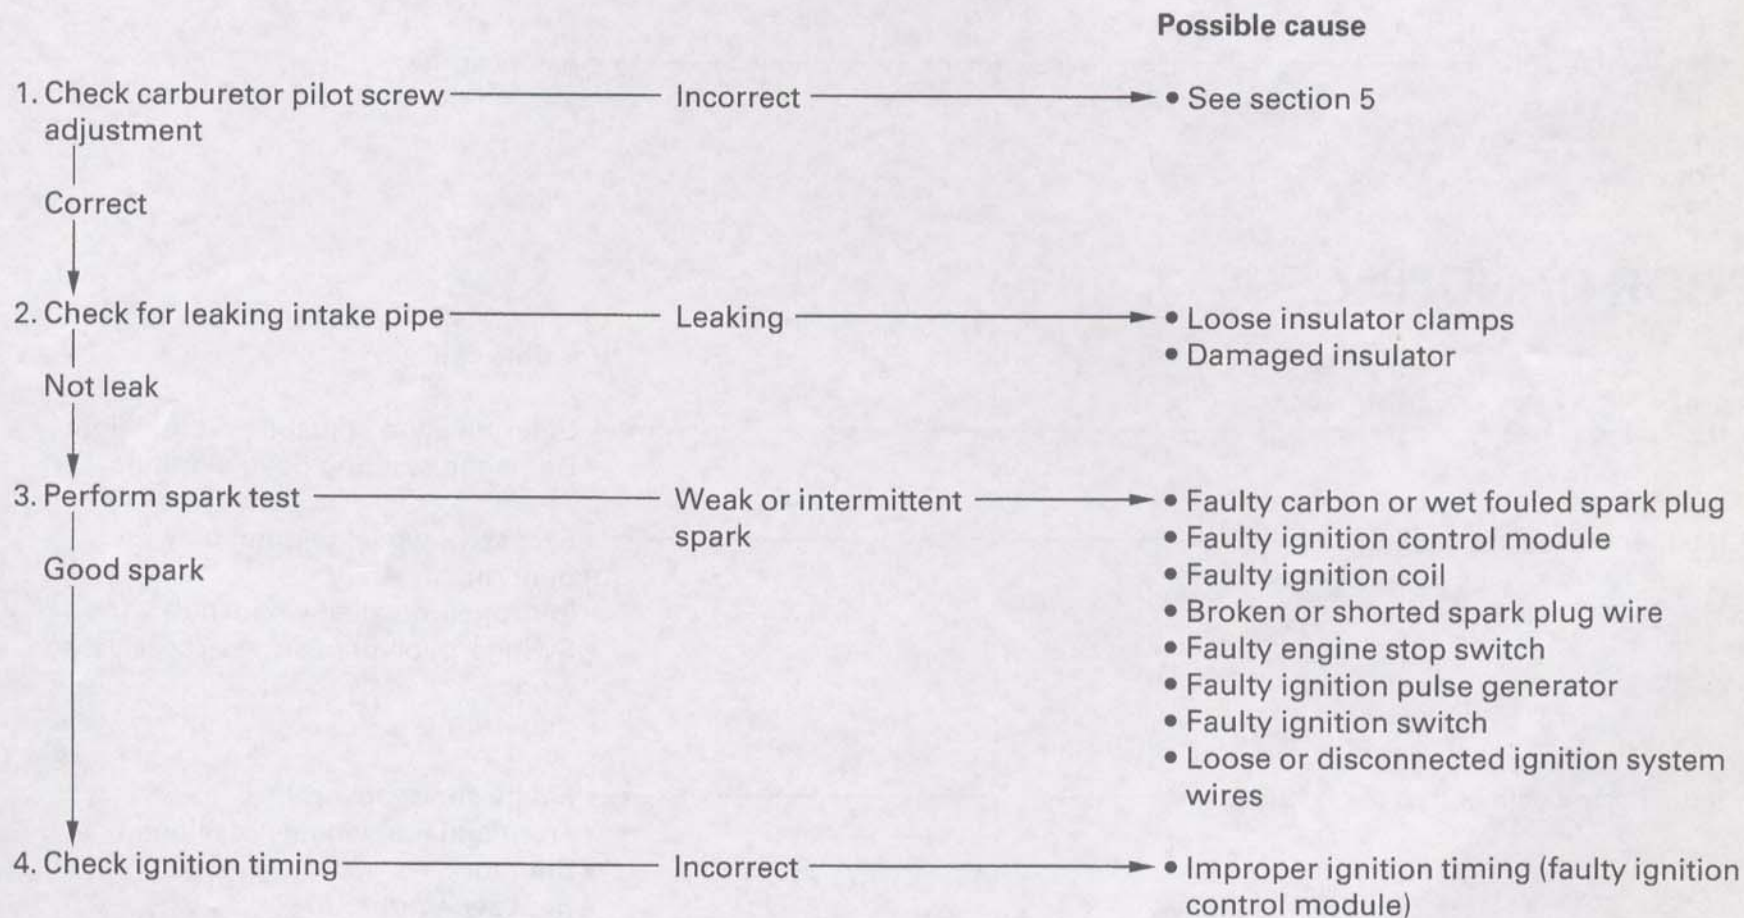 Possible cause
1. Check carburetor pilot screw adjustment
Incorrect
• See section 5
Correct
2. Check for leaking intake pipe
Leaking
• Loose insulator clamps
• Damaged insulator
Not leak
3. Perform spark test
Weak or intermittent
spark
• Faulty carbon or wet fouled spark plug
• Faulty ignition control module
• Faulty ignition coil
• Broken or shorted spark plug wire
• Faulty engine stop switch
• Faulty ignition pulse generator
• Faulty ignition switch
• Loose or disconnected ignition system
wires
Good spark
4. Check ignition timing
Incorrect
• Improper ignition timing (faulty ignition
control module)